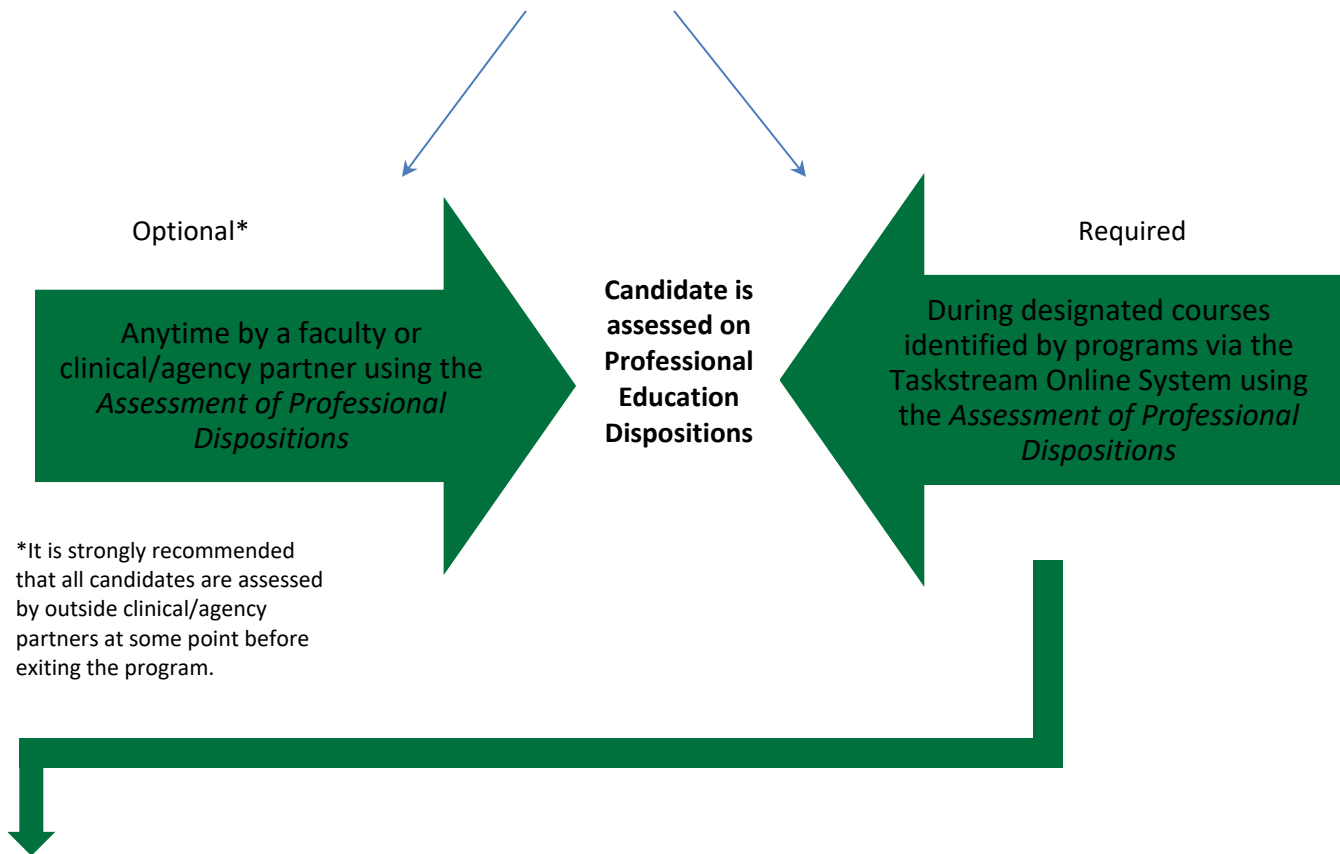 Optional*
Required
Anytime by a faculty or
clinical/agency partner using the
Assessment of Professional
Dispositions
Candidate is
assessed on
Professional
Education
Dispositions
During designated courses
identified by programs via the
Taskstream Online System using
the Assessment of Professional
Dispositions
*It is strongly recommended
that all candidates are assessed
by outside clinical/agency
partners at some point before
exiting the program.